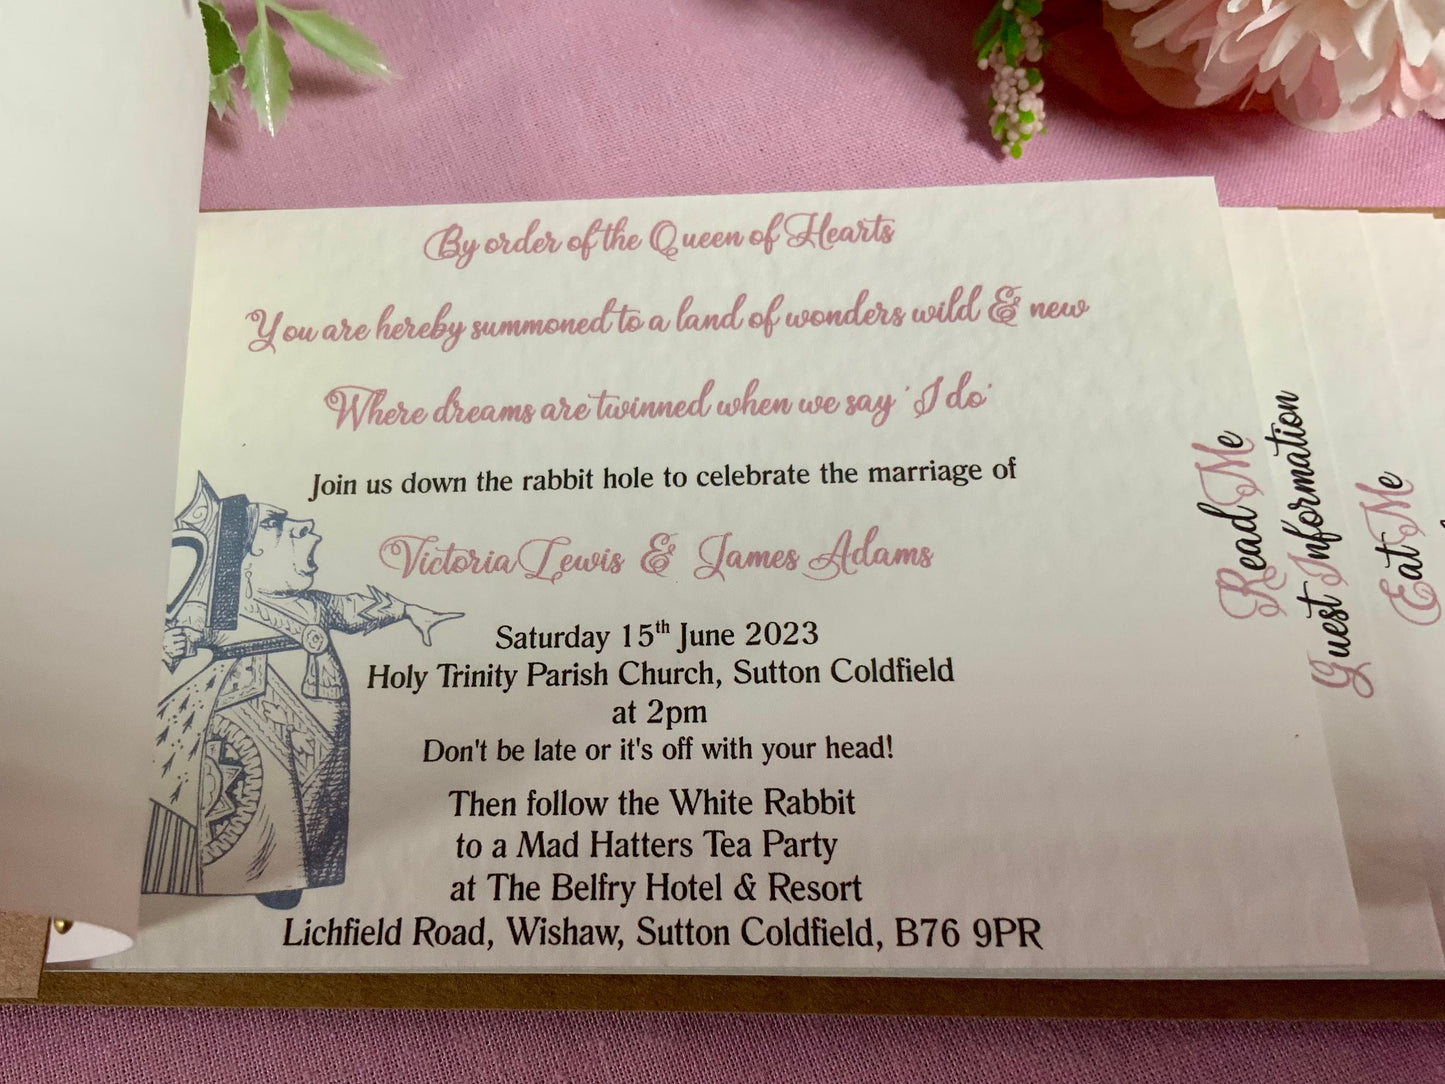 By order of the Queen of Hearts
You are hereby summoned to a land of wonders wild & new
Where dreams are twinned when we say 'I do'
Join us down the rabbit hole to celebrate the marriage of
Victoria Lewis & James Adams
Saturday 15th June 2023
Holy Trinity Parish Church, Sutton Coldfield
at 2pm
Don't be late or it's off with your head!
Then follow the White Rabbit
to a Mad Hatters Tea Party
at The Belfry Hotel & Resort
Lichfield Road, Wishaw, Sutton Coldfield, B76 9PR
Read Me
Guest Information
Eat Me